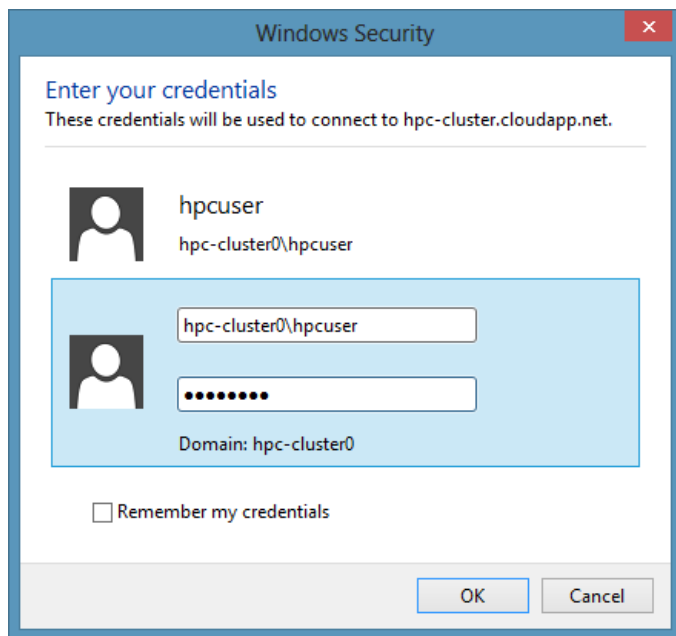 Windows Security
Enter your credentials
These credentials will be used to connect to hpc-cluster.cloudapp.net.
hpcuser
hpc-cluster0\hpcuser
hpc-cluster0\hpcuser
●●●●●●●●
Domain: hpc-cluster0
Remember my credentials
OK Cancel